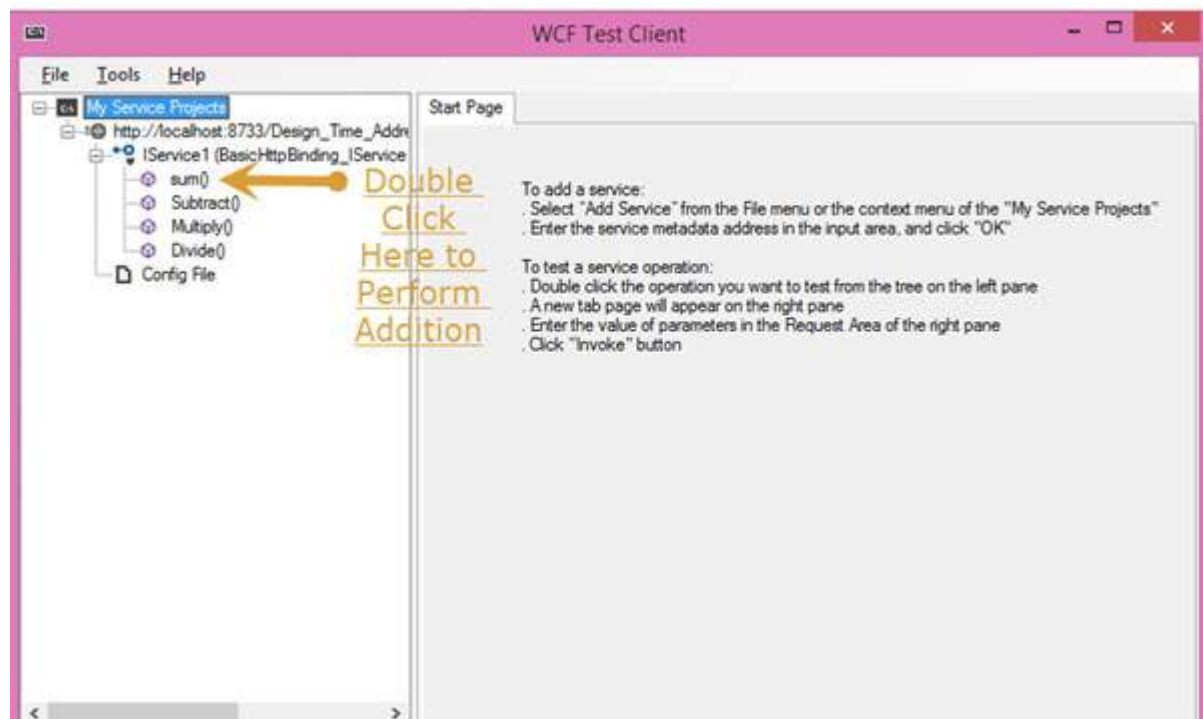 WCF Test Client
File Tools Help
My Service Projects
http://localhost:8733/Design_Time_Addre
IService1 (BasicHttpBinding_IService
sum()
Subtract()
Multiply()
Divide()
Config File
Double
Click
Here to
Perform
Addition
Start Page
To add a service:
. Select "Add Service" from the File menu or the context menu of the "My Service Projects"
. Enter the service metadata address in the input area, and click "OK"
To test a service operation:
. Double click the operation you want to test from the tree on the left pane
. A new tab page will appear on the right pane
. Enter the value of parameters in the Request Area of the right pane
. Click "Invoke" button